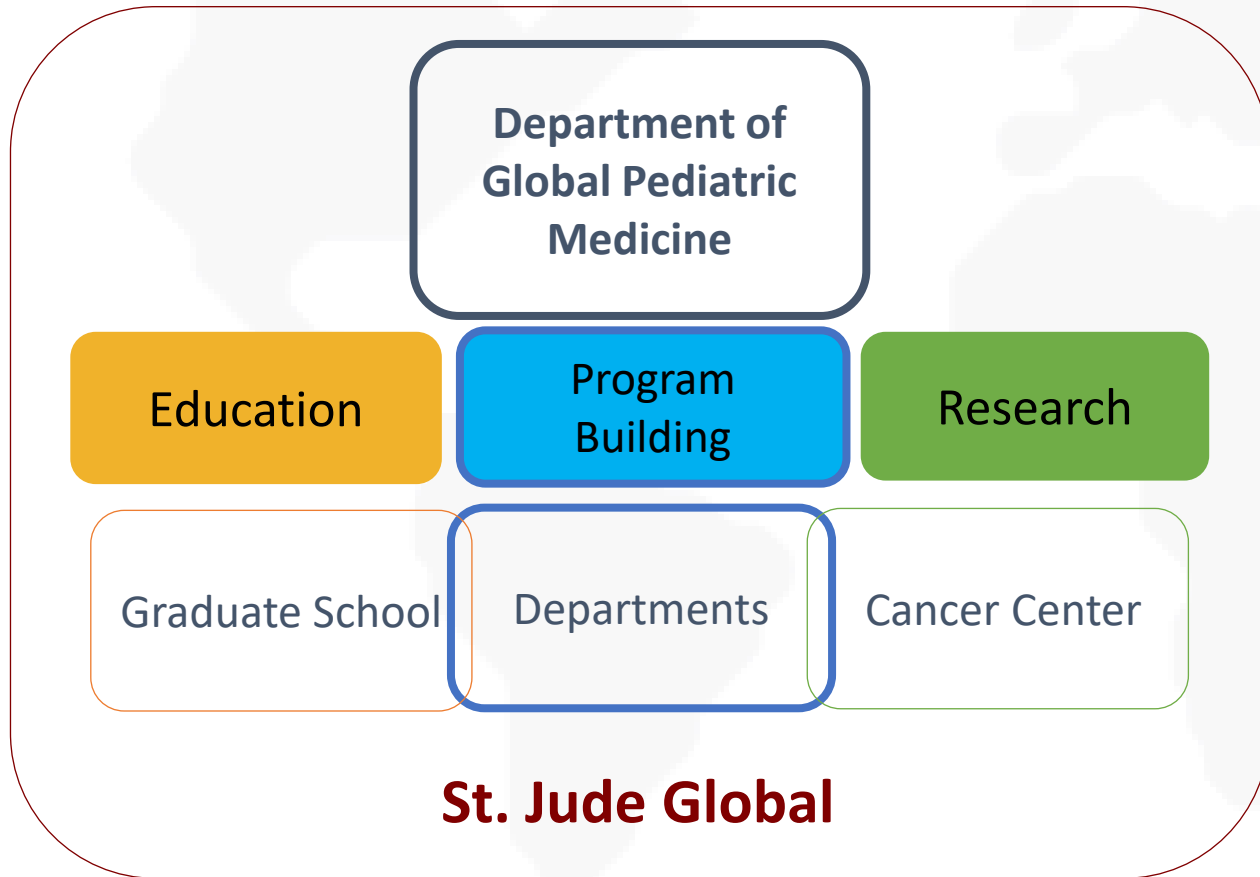 Department of
Global Pediatric
Medicine
Education
Program
Building
Research
Graduate School
Departments
Cancer Center
St. Jude Global